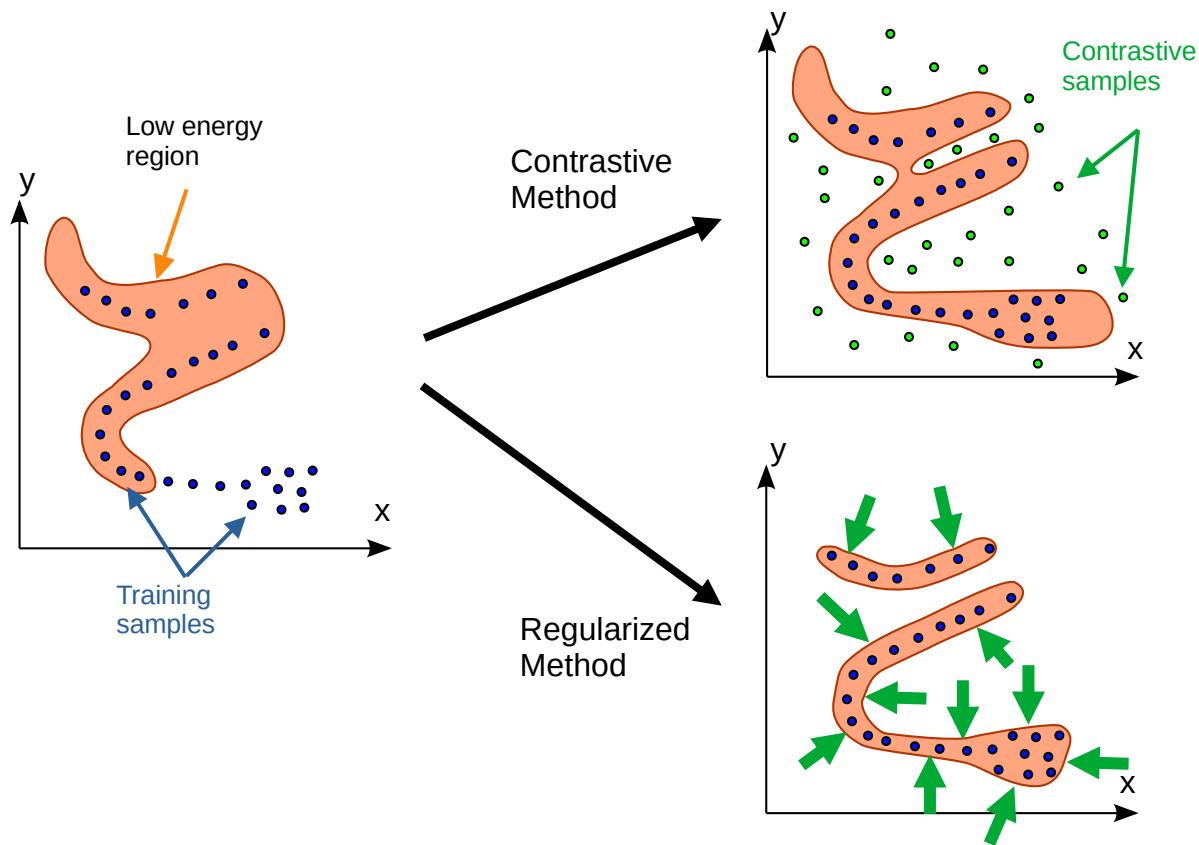 Low energy
region
y
x
Training
samples
Contrastive
Method
Regularized
Method
y
Contrastive
samples
x
y
x